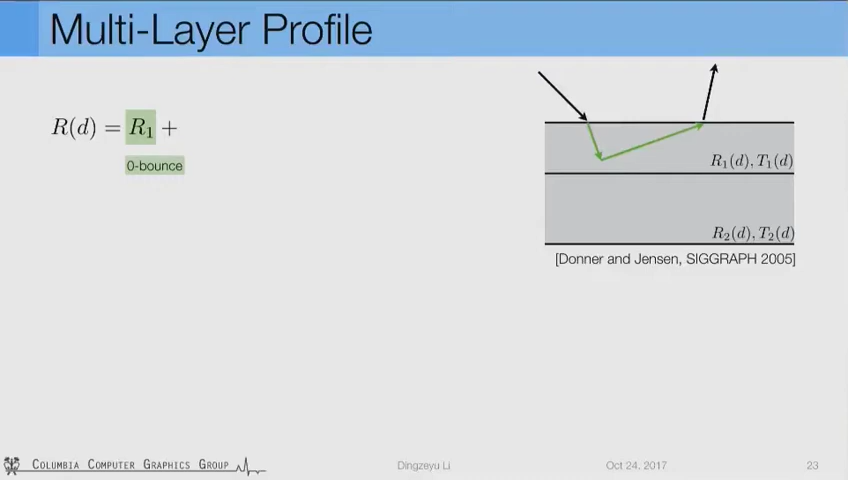 Multi-Layer Profile
R(d) = R₁ +
0-bounce
R₁(d), T₁(d)
R₂(d), T₂(d)
[Donner and Jensen, SIGGRAPH 2005]
COLUMBIA COMPUTER GRAPHICS GROUP
Dingzeyu Li
Oct 24, 2017
23